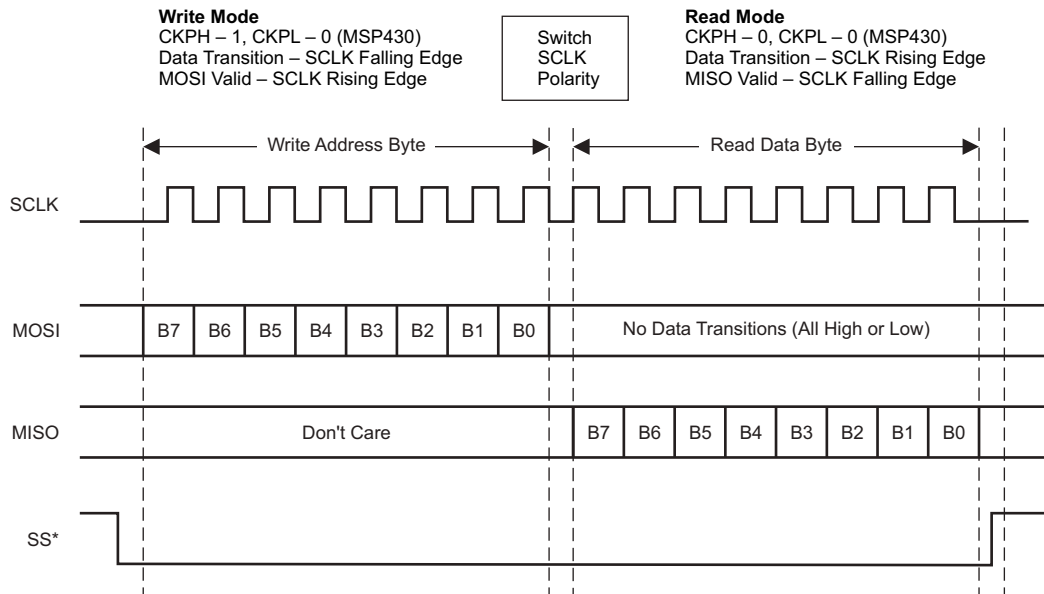 Write Mode
CKPH – 1, CKPL – 0 (MSP430)
Data Transition – SCLK Falling Edge
MOSI Valid – SCLK Rising Edge
Switch
SCLK
Polarity
Read Mode
CKPH – 0, CKPL – 0 (MSP430)
Data Transition – SCLK Rising Edge
MISO Valid – SCLK Falling Edge
Write Address Byte
Read Data Byte
SCLK
MOSI
B7 B6 B5 B4 B3 B2 B1 B0
No Data Transitions (All High or Low)
MISO
Don't Care
B7 B6 B5 B4 B3 B2 B1 B0
SS*